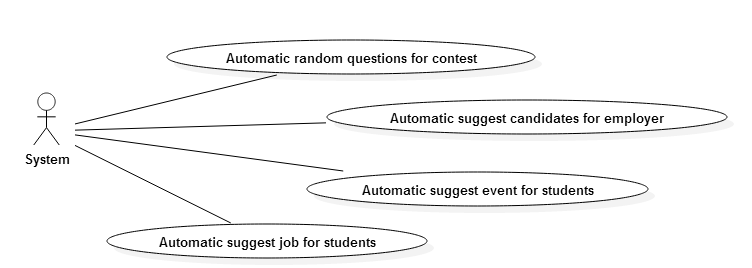 Automatic random questions for contest
Automatic suggest candidates for employer
System
Automatic suggest event for students
Automatic suggest job for students